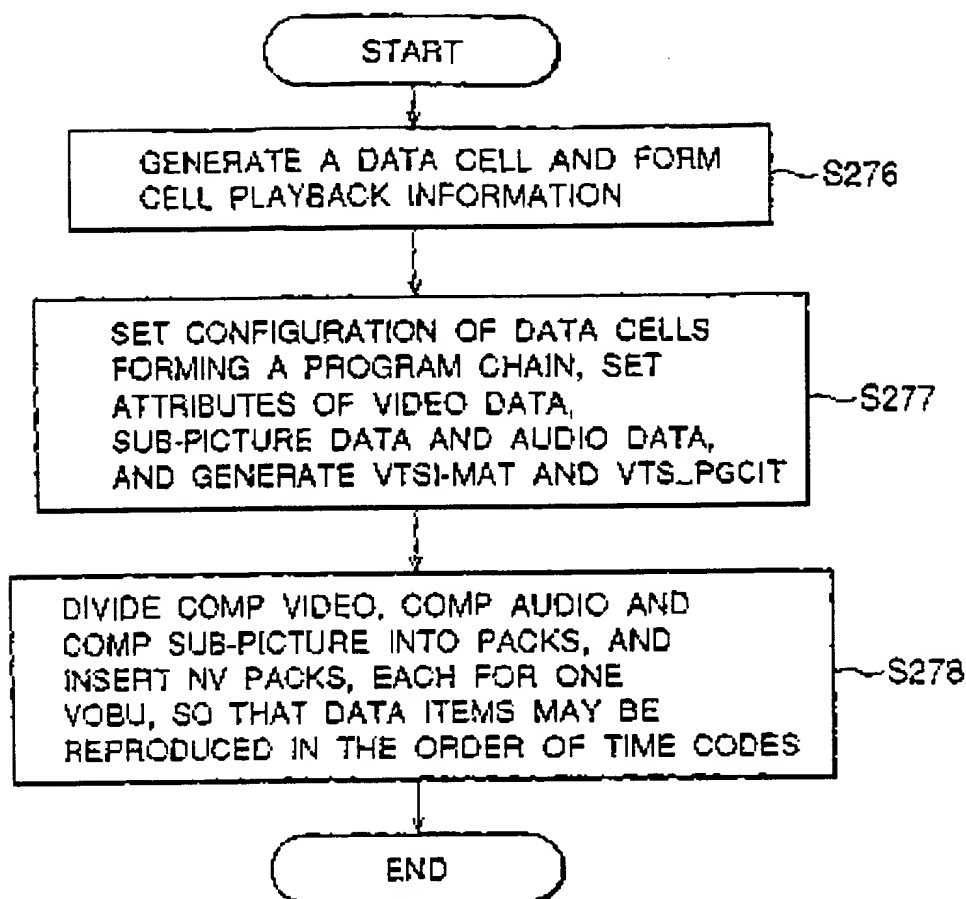 START
GENERATE A DATA CELL AND FORM
CELL PLAYBACK INFORMATION
S276
SET CONFIGURATION OF DATA CELLS
FORMING A PROGRAM CHAIN, SET
ATTRIBUTES OF VIDEO DATA,
SUB-PICTURE DATA AND AUDIO DATA,
AND GENERATE VTSI-MAT AND VTS_PGCIT
S277
DIVIDE COMP VIDEO, COMP AUDIO AND
COMP SUB-PICTURE INTO PACKS, AND
INSERT NV PACKS, EACH FOR ONE
VOBU, SO THAT DATA ITEMS MAY BE
REPRODUCED IN THE ORDER OF TIME CODES
S278
END